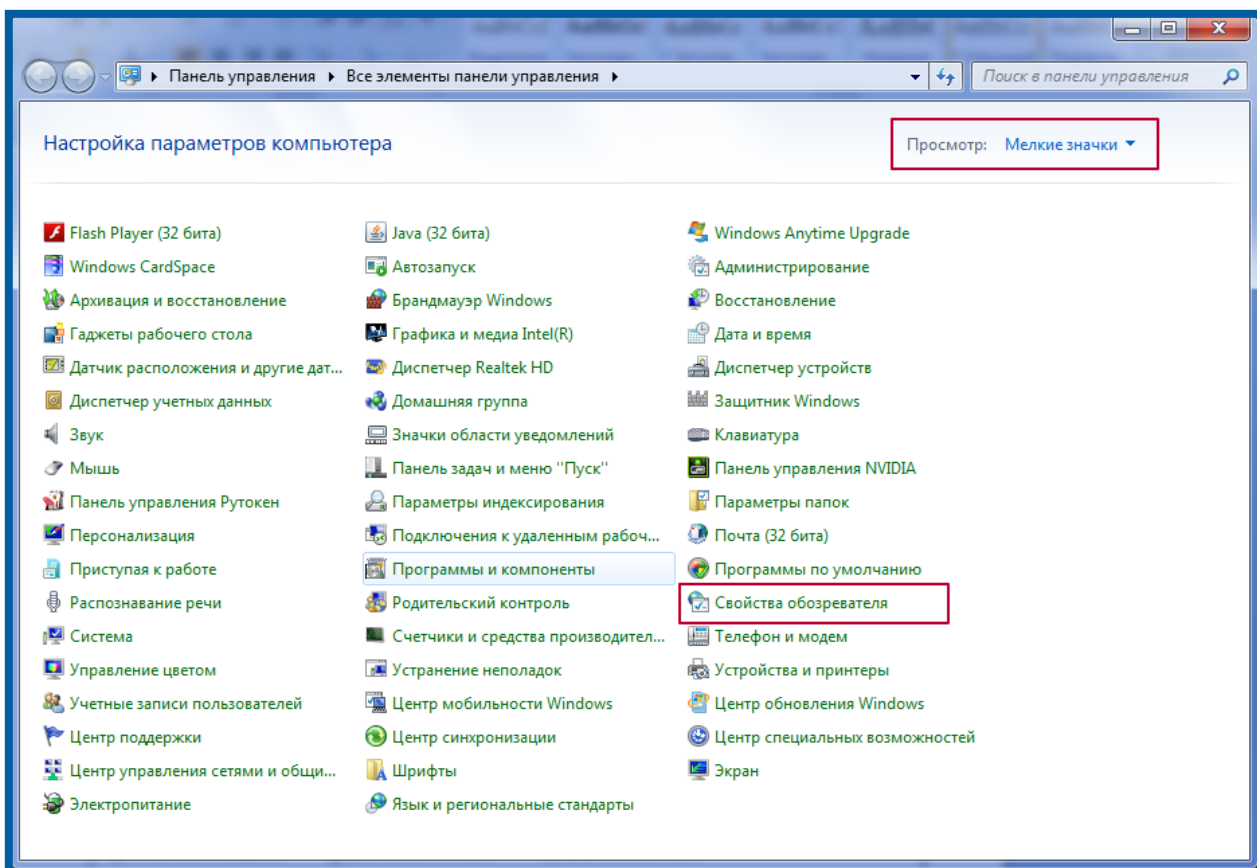 Панель управления ▸ Все элементы панели управления ▸
Поиск в панели управления
Настройка параметров компьютера
Просмотр: Мелкие значки
Flash Player (32 бита)
Java (32 бита)
Windows Anytime Upgrade
Windows CardSpace
Автозапуск
Администрирование
Архивация и восстановление
Брандмауэр Windows
Восстановление
Гаджеты рабочего стола
Графика и медиа Intel(R)
Дата и время
Датчик расположения и другие дат...
Диспетчер Realtek HD
Диспетчер устройств
Диспетчер учетных данных
Домашняя группа
Защитник Windows
Звук
Значки области уведомлений
Клавиатура
Мышь
Панель задач и меню ''Пуск''
Панель управления NVIDIA
Панель управления Рутокен
Параметры индексирования
Параметры папок
Персонализация
Подключения к удаленным рабоч...
Почта (32 бита)
Приступая к работе
Программы и компоненты
Программы по умолчанию
Распознавание речи
Родительский контроль
Свойства обозревателя
Система
Счетчики и средства производител...
Телефон и модем
Управление цветом
Устранение неполадок
Устройства и принтеры
Учетные записи пользователей
Центр мобильности Windows
Центр обновления Windows
Центр поддержки
Центр синхронизации
Центр специальных возможностей
Центр управления сетями и общи...
Шрифты
Экран
Электропитание
Язык и региональные стандарты